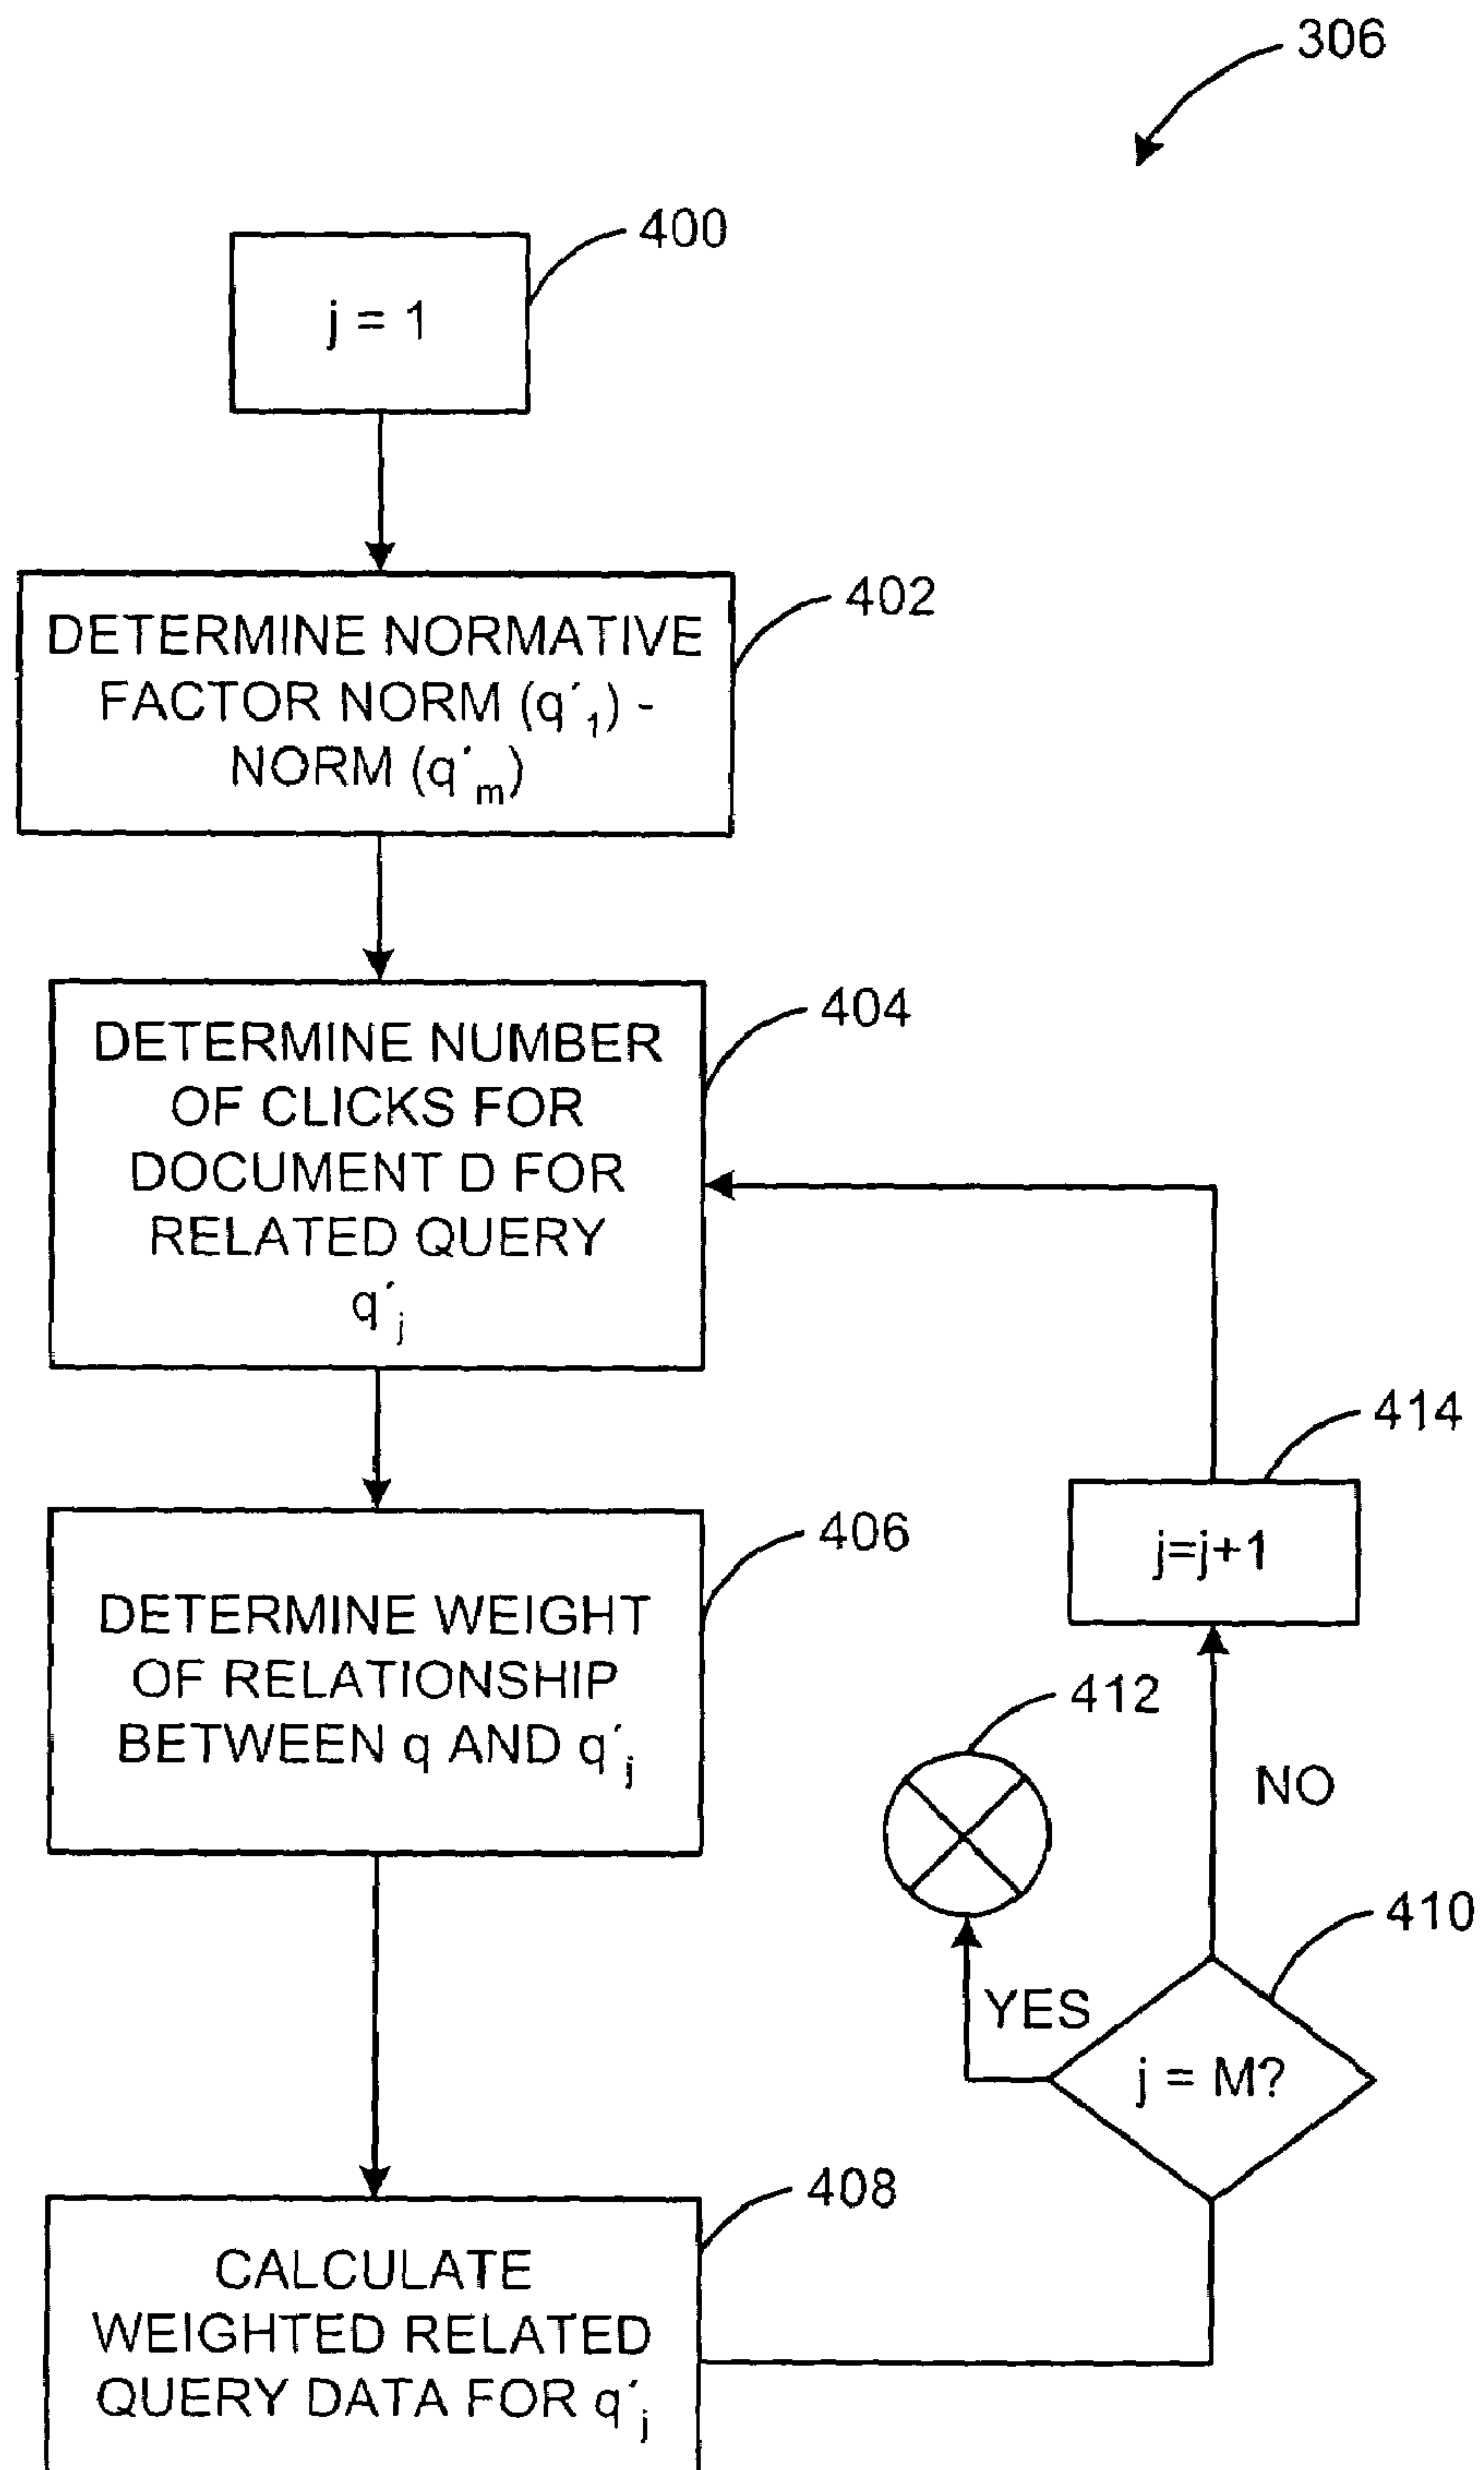 306
400
j = 1
402
DETERMINE NORMATIVE
FACTOR NORM (q´1) -
NORM (q´m)
404
DETERMINE NUMBER
OF CLICKS FOR
DOCUMENT D FOR
RELATED QUERY
q´j
414
j=j+1
406
DETERMINE WEIGHT
OF RELATIONSHIP
BETWEEN q AND q´j
412
NO
410
YES
j = M?
408
CALCULATE
WEIGHTED RELATED
QUERY DATA FOR q´j